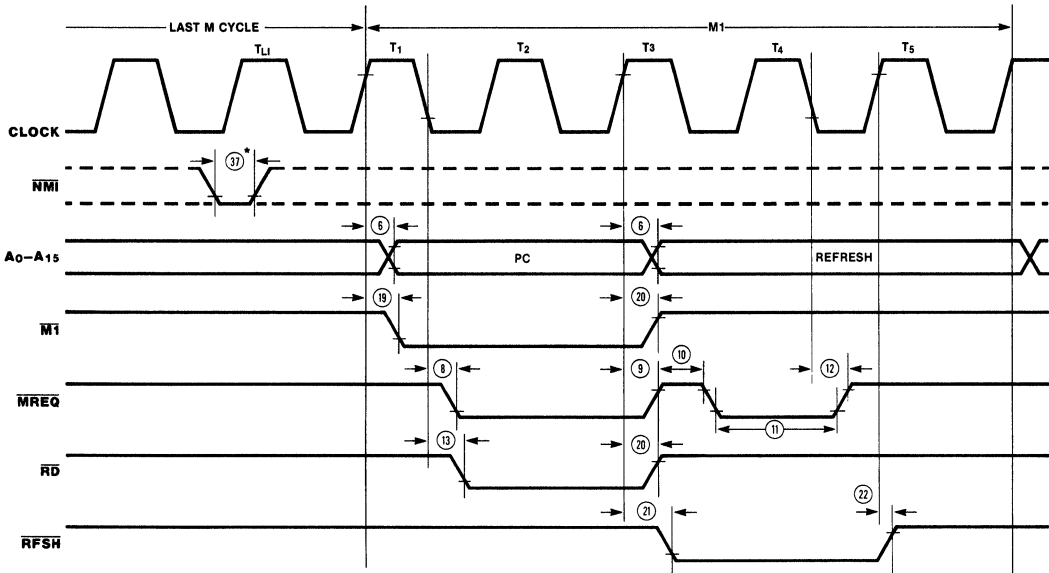 LAST M CYCLE M1
TLI T1 T2 T3 T4 T5
CLOCK
37*
NMI
6 6
A0–A15 PC REFRESH
19 20
M1
8 9 10 12
MREQ
11
13 20
RD
21 22
RFSH